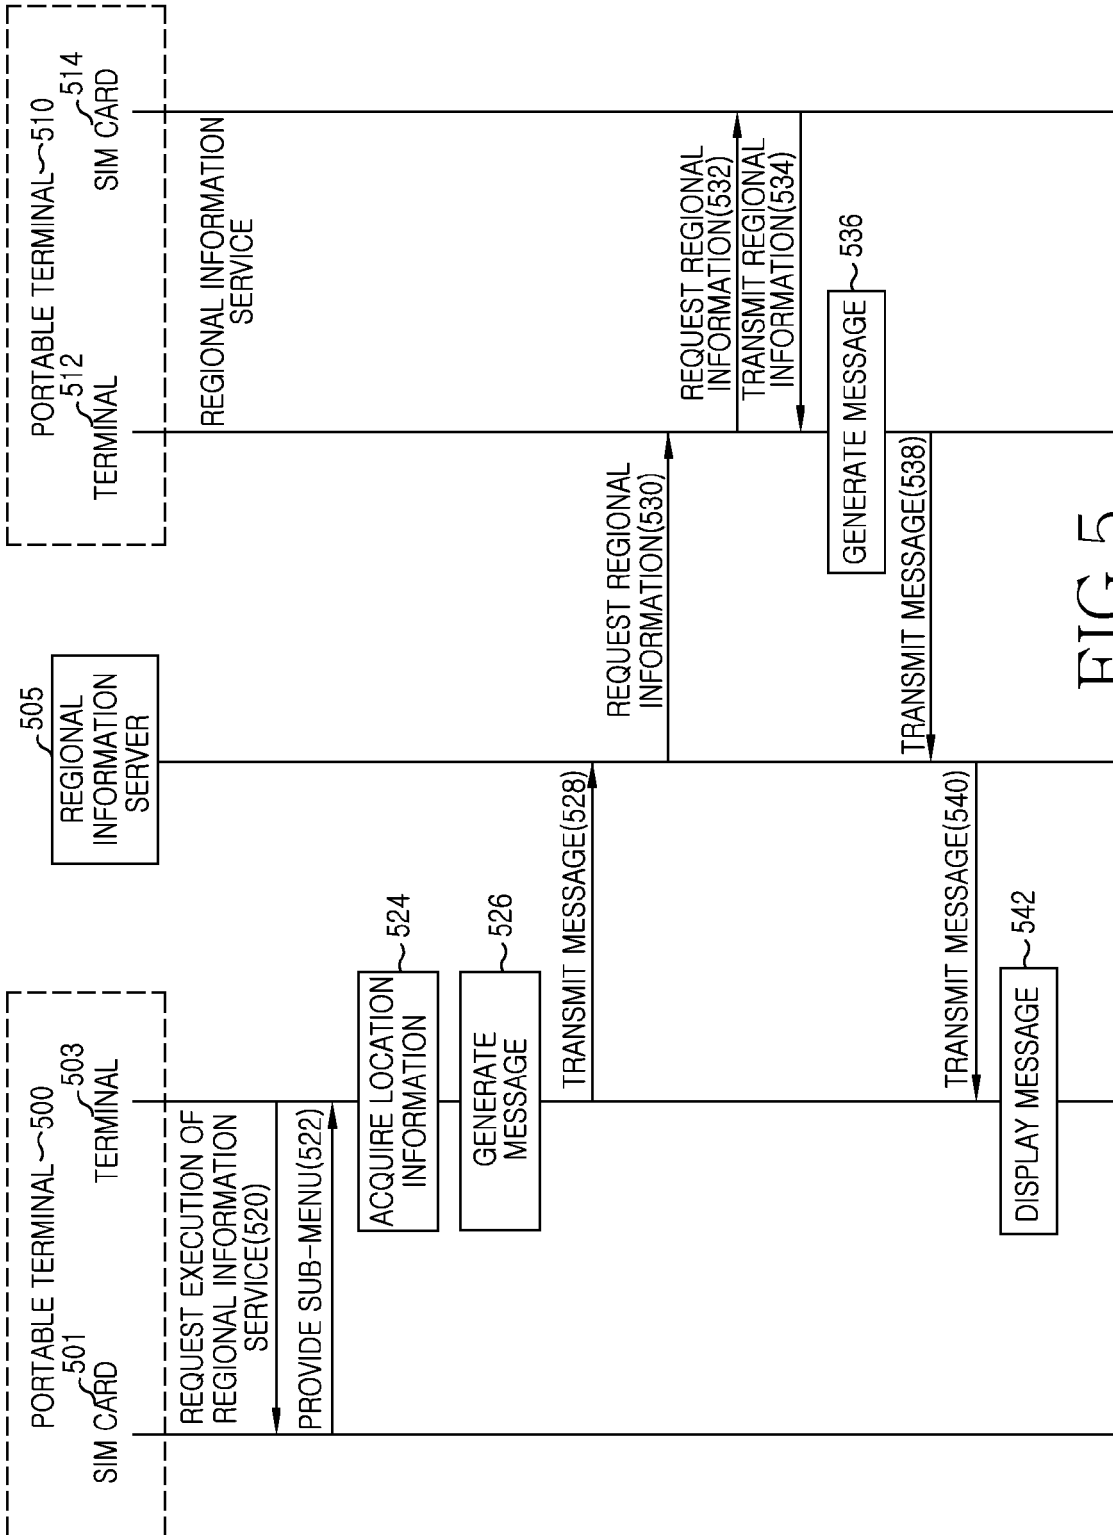 PORTABLE TERMINAL 500
501
SIM CARD
503
TERMINAL
505
REGIONAL
INFORMATION
SERVER
PORTABLE TERMINAL 510
512
TERMINAL
514
SIM CARD
REQUEST EXECUTION OF
REGIONAL INFORMATION
SERVICE(520)
REGIONAL INFORMATION
SERVICE
PROVIDE SUB-MENU(522)
ACQUIRE LOCATION
INFORMATION
524
GENERATE
MESSAGE
526
TRANSMIT MESSAGE(528)
REQUEST REGIONAL
INFORMATION(530)
REQUEST REGIONAL
INFORMATION(532)
TRANSMIT REGIONAL
INFORMATION(534)
GENERATE MESSAGE
536
TRANSMIT MESSAGE(538)
TRANSMIT MESSAGE(540)
DISPLAY MESSAGE
542
FIG.5